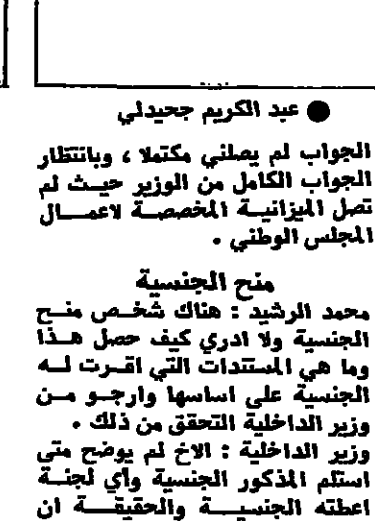 ● عبد الكريم جحيدلي
الجواب لم يصلني مكتملا ، وبانتظار
الجواب الكامل من الوزير حيث لم
تصل الميزانية المخصصة لاعمال
المجلس الوطني .
منح الجنسية
محمد الرشيد : هناك شخص منح
الجنسية ولا ادري كيف حصل هذا
وما هي المستندات التي اقرت له
الجنسية على اساسها وارجو من
وزير الداخلية التحقق من ذلك .
وزير الداخلية : الاخ لم يوضح متى
استلم المذكور الجنسية وأي لجنة
اعطته الجنسية والحقيقة ان